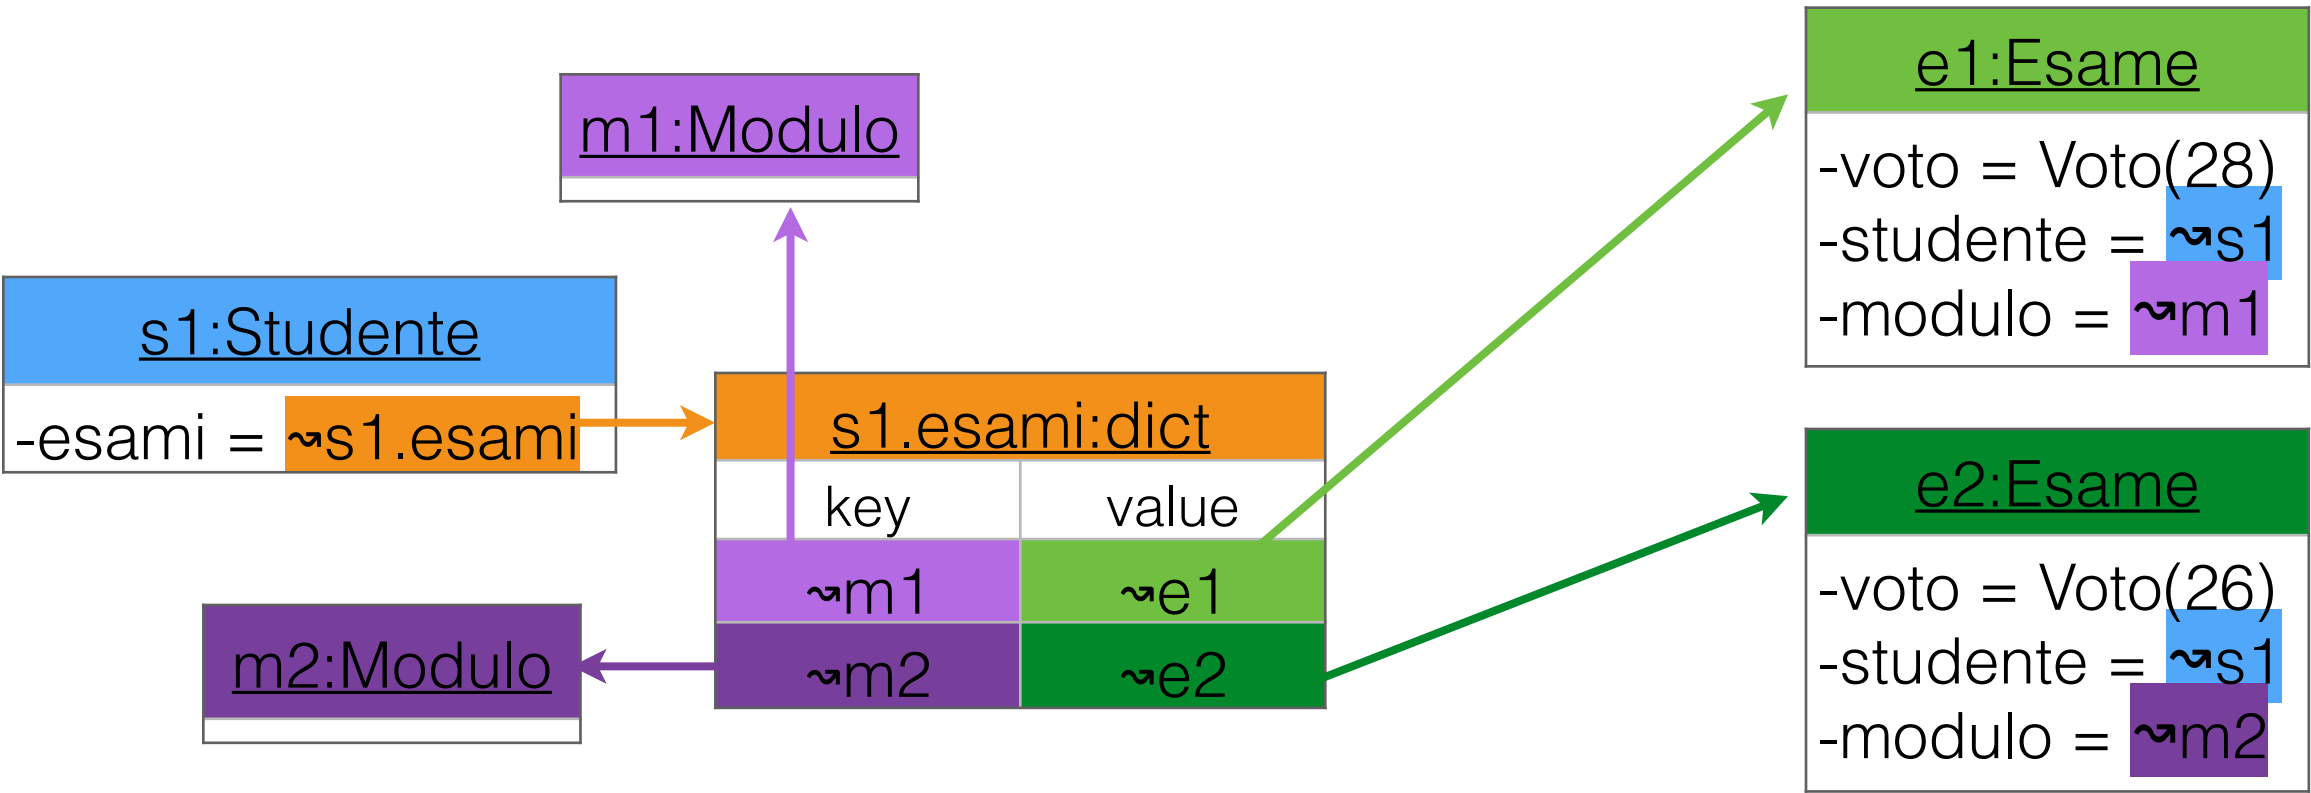 m1:Modulo
s1:Studente
-esami = ↝s1.esami
m2:Modulo
s1.esami:dict
key value
↝m1 ↝e1
↝m2 ↝e2
e1:Esame
-voto = Voto(28)
-studente = ↝s1
-modulo = ↝m1
e2:Esame
-voto = Voto(26)
-studente = ↝s1
-modulo = ↝m2